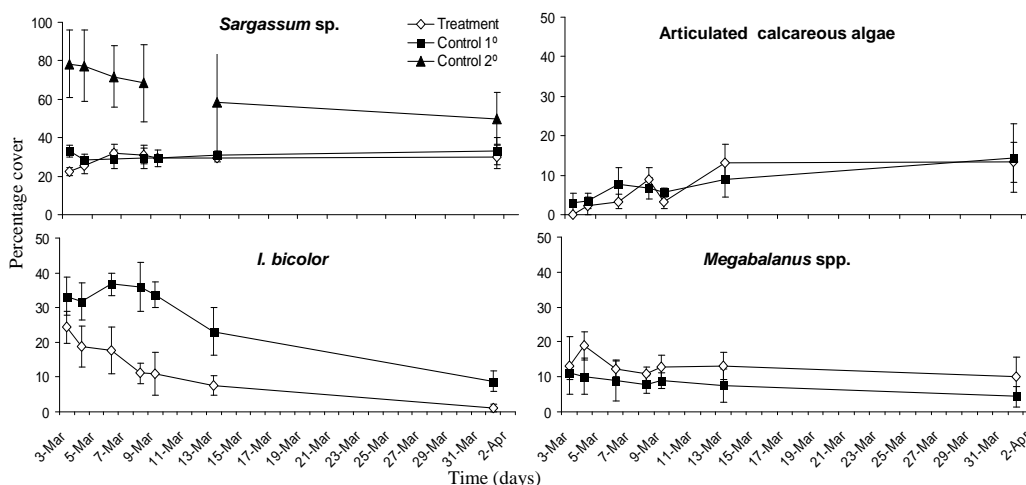 Sargassum sp.
Treatment
Control 1º
Control 2º
100
80
60
40
20
0
Articulated calcareous algae
50
40
30
20
10
0
Percentage cover
I. bicolor
50
40
30
20
10
0
3-Mar
5-Mar
7-Mar
9-Mar
11-Mar
13-Mar
15-Mar
17-Mar
19-Mar
21-Mar
23-Mar
25-Mar
27-Mar
29-Mar
31-Mar
2-Apr
Megabalanus spp.
50
40
30
20
10
0
3-Mar
5-Mar
7-Mar
9-Mar
11-Mar
13-Mar
15-Mar
17-Mar
19-Mar
21-Mar
23-Mar
25-Mar
27-Mar
29-Mar
31-Mar
2-Apr
Time (days)